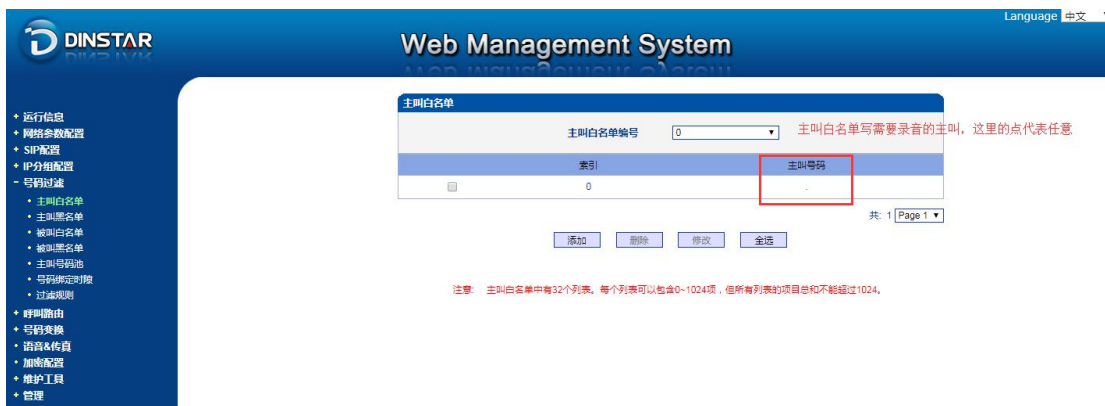 Language 中文
DINSTAR
Web Management System
+ 运行信息
+ 网络参数配置
+ SIP配置
+ IP分组配置
- 号码过滤
• 主叫白名单
• 主叫黑名单
• 被叫白名单
• 被叫黑名单
• 主叫号码池
• 号码绑定时隙
• 过滤规则
+ 呼叫路由
+ 号码变换
• 语音&传真
• 加密配置
+ 维护工具
+ 管理
主叫白名单
主叫白名单编号 0 主叫白名单写需要录音的主叫，这里的点代表任意
索引 主叫号码
0 .
共: 1 Page 1
添加 删除 修改 全选
注意: 主叫白名单中有32个列表。每个列表可以包含0~1024项，但所有列表的项目总和不能超过1024。